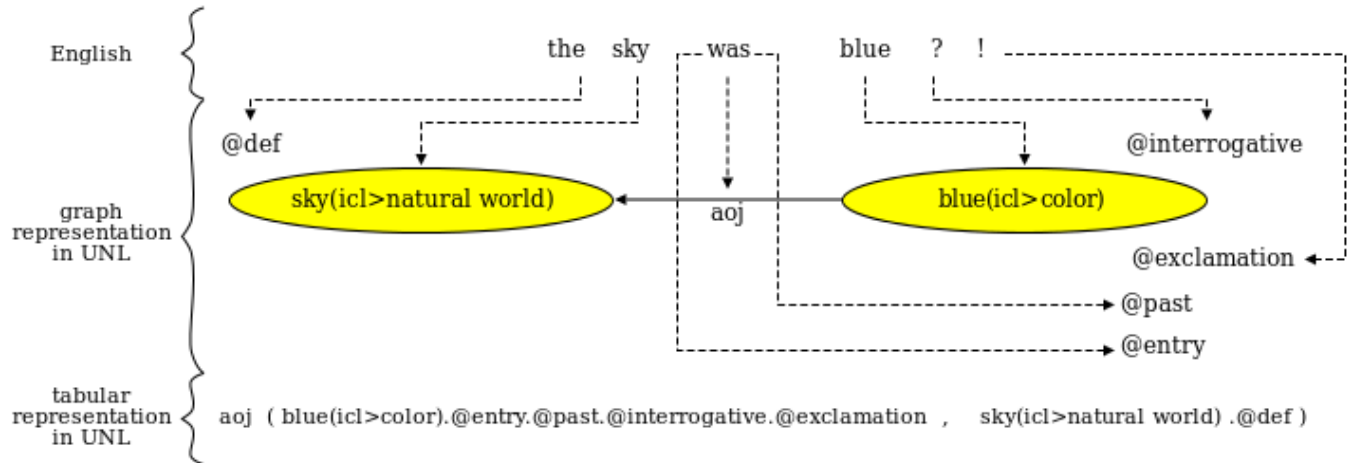 English
the sky was blue ? !
@def
@interrogative
sky(icl>natural world)
blue(icl>color)
aoj
graph
representation
in UNL
@exclamation
@past
@entry
tabular
representation
in UNL
aoj ( blue(icl>color).@entry.@past.@interrogative.@exclamation , sky(icl>natural world) .@def )